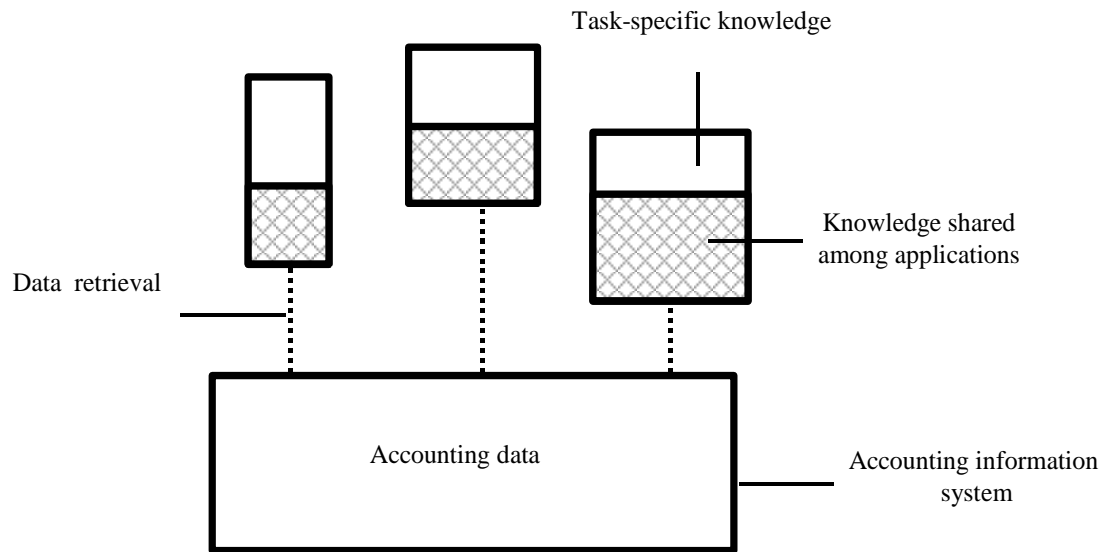 Task-specific knowledge
Knowledge shared
among applications
Data retrieval
Accounting data
Accounting information
system